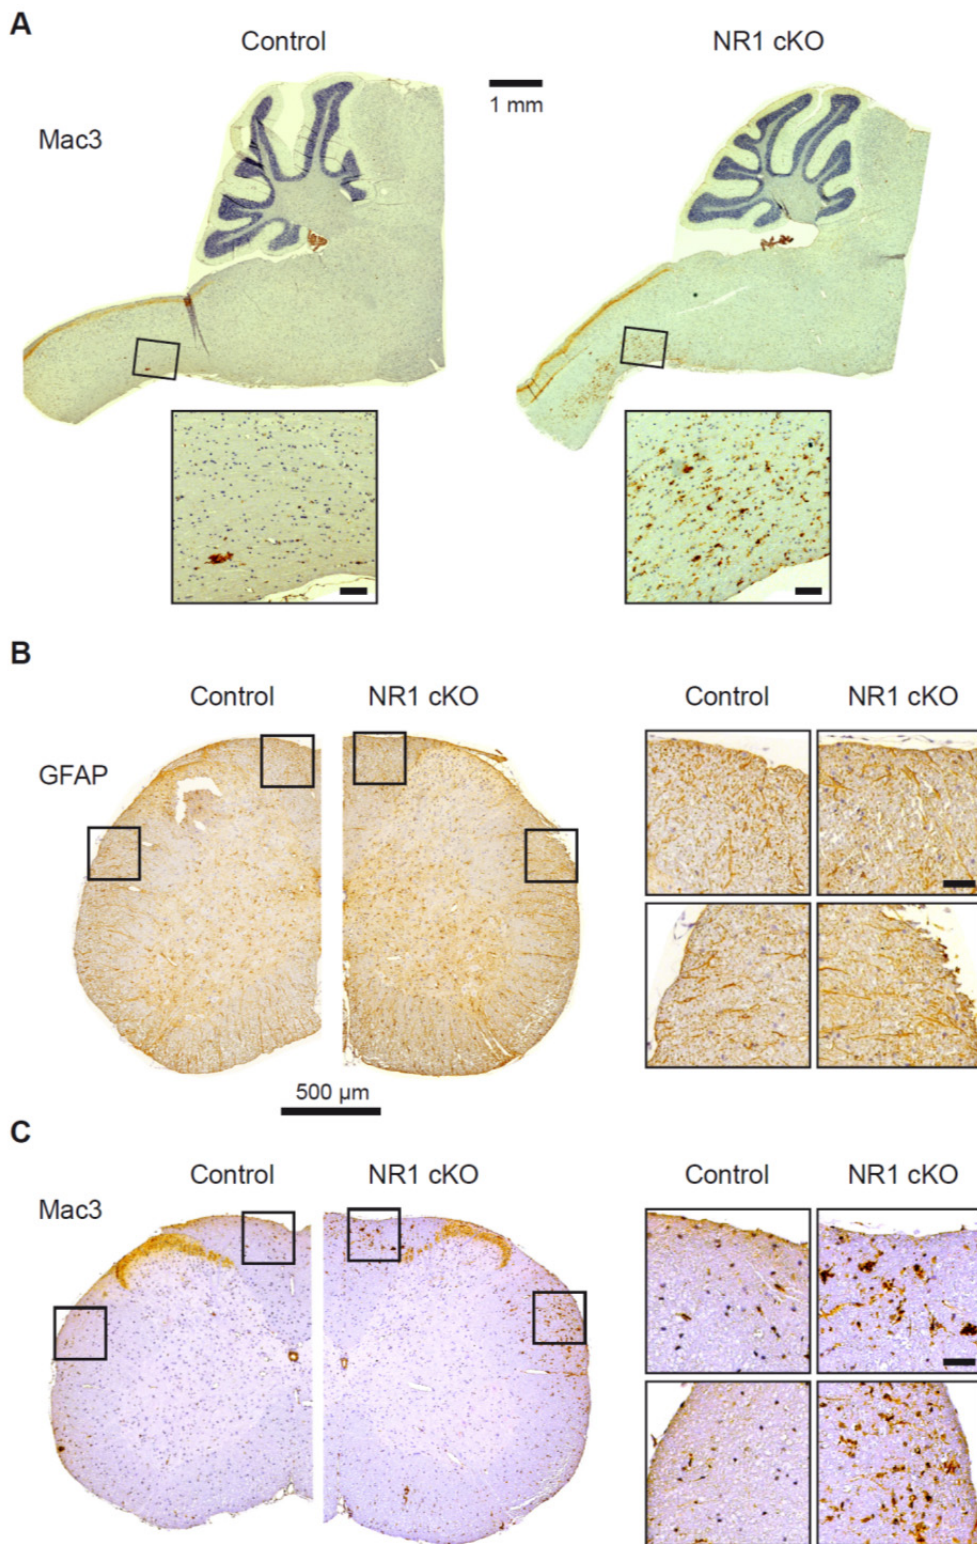 A
Control
NR1 cKO
1 mm
Mac3
B
Control
NR1 cKO
Control
NR1 cKO
GFAP
500 µm
C
Control
NR1 cKO
Control
NR1 cKO
Mac3